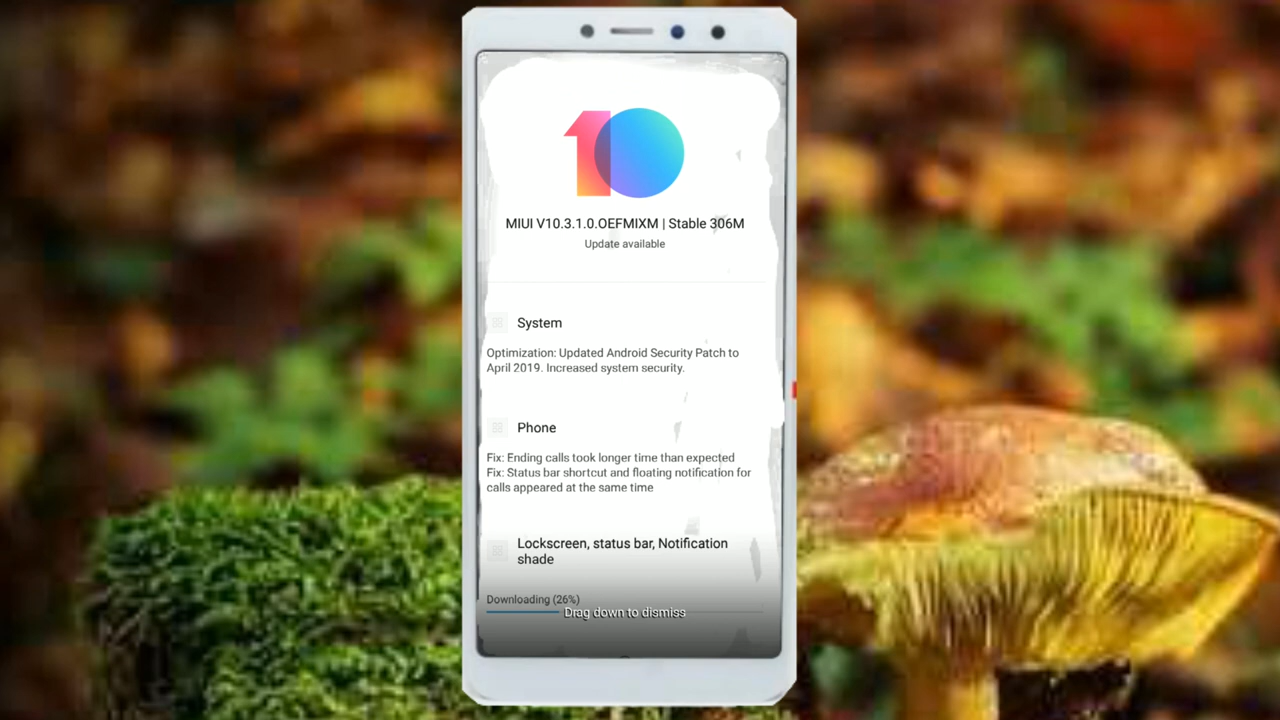 10
MIUI V10.3.1.0.OEFMIXM | Stable 306M
Update available
System
Optimization: Updated Android Security Patch to
April 2019. Increased system security.
Phone
Fix: Ending calls took longer time than expected
Fix: Status bar shortcut and floating notification for
calls appeared at the same time
Lockscreen, status bar, Notification
shade
Downloading (26%)
Drag down to dismiss